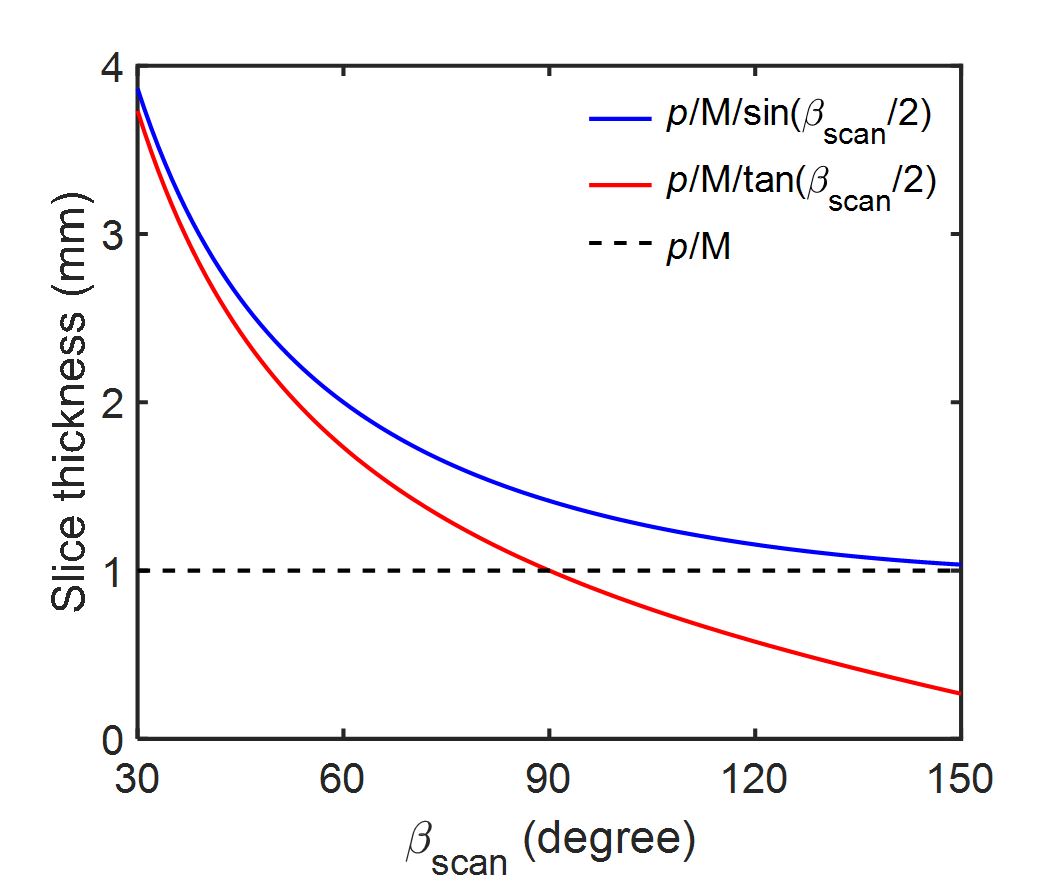 4
p/M/sin(βscan/2)
p/M/tan(βscan/2)
3
p/M
Slice thickness (mm)
2
1
0
30 60 90 120 150
βscan (degree)